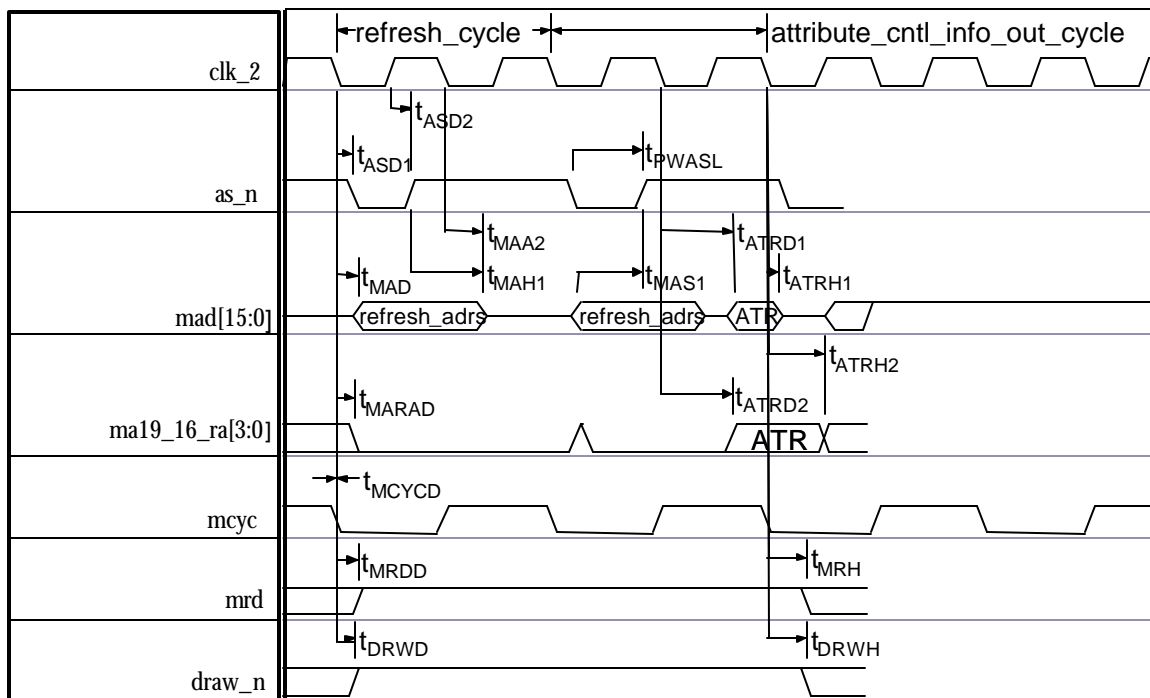 refresh_cycle attribute_cntl_info_out_cycle
clk_2
tASD2
tASD1 tPWASL
as_n
tMAA2 tATRD1
tMAD tMAH1 tMAS1 tATRH1
mad[15:0] refresh_adrs refresh_adrs ATR
tATRH2
tMARAD tATRD2
ma19_16_ra[3:0] ATR
tMCYCD
mcyc
tMRDD tMRH
mrd
tDRWD tDRWH
draw_n